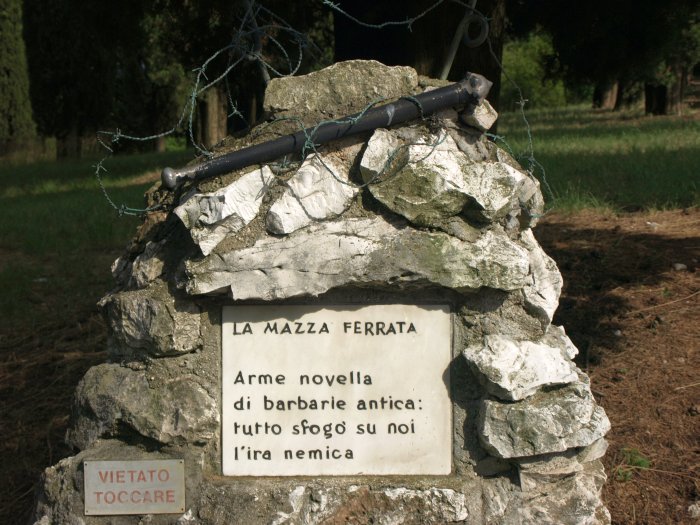 LA MAZZA FERRATA
Arme novella
di barbarie antica:
tutto sfogò su noi
l'ira nemica
VIETATO
TOCCARE